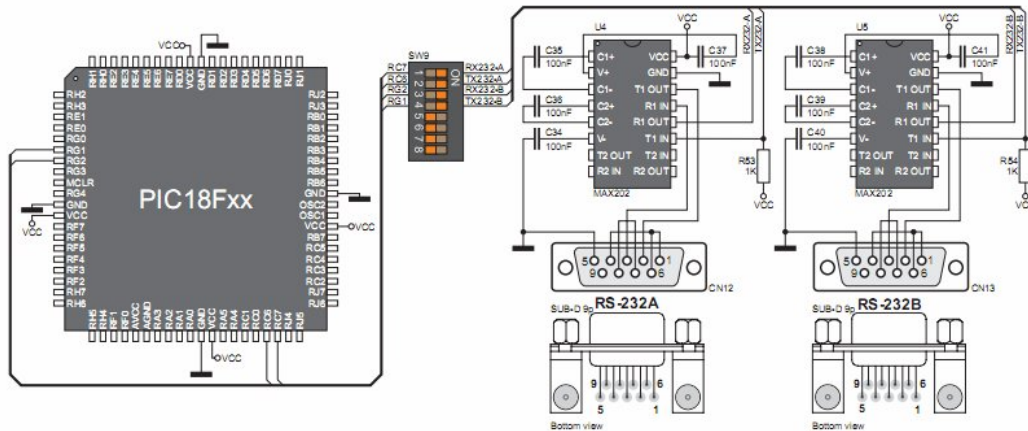 VCC
RH1 RH0 RE2 RE3 RE4 RE5 RE6 RE7 RD0 VCC GND RD1 RD2 RD3 RD4 RD5 RD6 RD7 RJ0 RJ1
RH2
RH3
RE1
RE0
RG0
RG1
RG2
RG3
MCLR
RG4
GND
VCC
RF7
RF6
RF5
RF4
RF3
RF2
RH7
RH6
VCC
PIC18Fxx
RJ2
RJ3
RB0
RB1
RB2
RB3
RB4
RB5
RB6
GND
OSC2
OSC1
VCC
RB7
RC5
RC4
RC3
RC2
RJ7
RJ6
VCC
RH5 RH4 RF1 RF0 AVCC AGND RA3 RA2 RA1 RA0 GND VCC RA5 RA4 RC1 RC0 RC6 RC7 RJ4 RJ5
VCC
SW9
RC7
RC6
RG2
RG1
1
2
3
4
5
6
7
8
ON
RX232-A
TX232-A
RX232-B
TX232-B
U4
VCC
C35
100nF
C36
100nF
C34
100nF
C37
100nF
C1+ VCC
V+ GND
C1- T1 OUT
C2+ R1 IN
C2- R1 OUT
V- T1 IN
T2 OUT T2 IN
R2 IN R2 OUT
MAX202
RX232-A
TX232-A
R53
1K
VCC
5 1
9 6
CN12
RS-232A
SUB-D 9p
9 6
5 1
Bottom view
U5
VCC
C38
100nF
C39
100nF
C40
100nF
C41
100nF
C1+ VCC
V+ GND
C1- T1 OUT
C2+ R1 IN
C2- R1 OUT
V- T1 IN
T2 OUT T2 IN
R2 IN R2 OUT
MAX202
RX232-B
TX232-B
R54
1K
VCC
5 1
9 6
CN13
RS-232B
SUB-D 9p
9 6
5 1
Bottom view